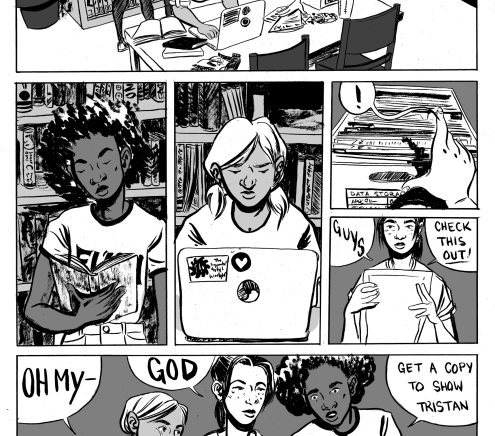 !
DATA STORA
GUYS
CHECK
THIS
OUT!
OH MY-
GOD
GET A COPY
TO SHOW
TRISTAN